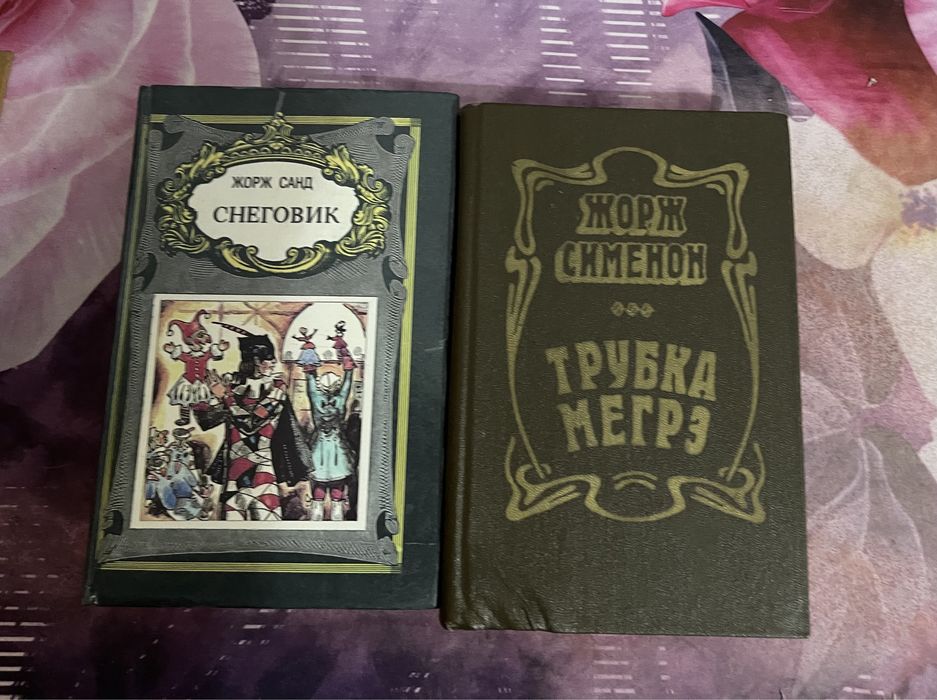 ЖОРЖ САНД
СНЕГОВИК
ЖОРЖ
СИМЕНОН
ТРУБКА
МЕГРЭ